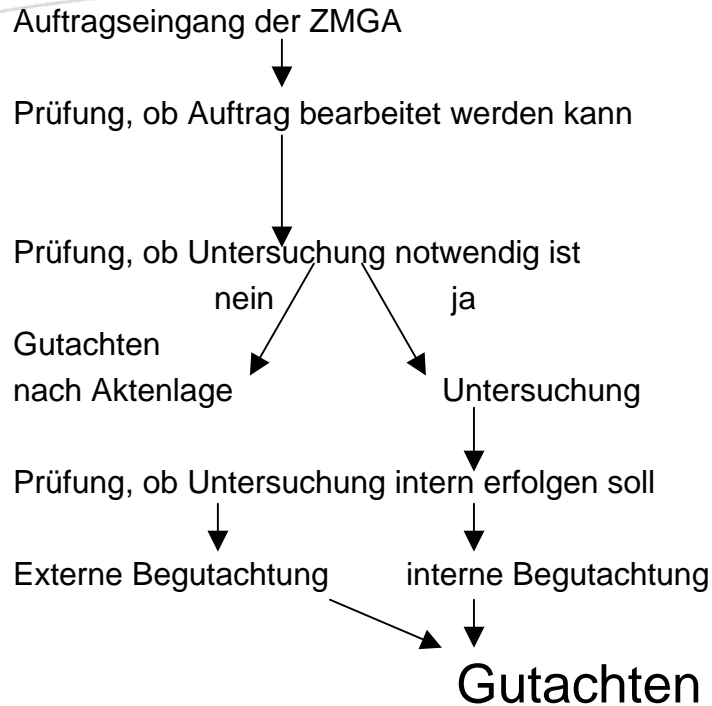 Auftragseingang der ZMGA
Prüfung, ob Auftrag bearbeitet werden kann
Prüfung, ob Untersuchung notwendig ist
nein ja
Gutachten
nach Aktenlage Untersuchung
Prüfung, ob Untersuchung intern erfolgen soll
Externe Begutachtung interne Begutachtung
Gutachten